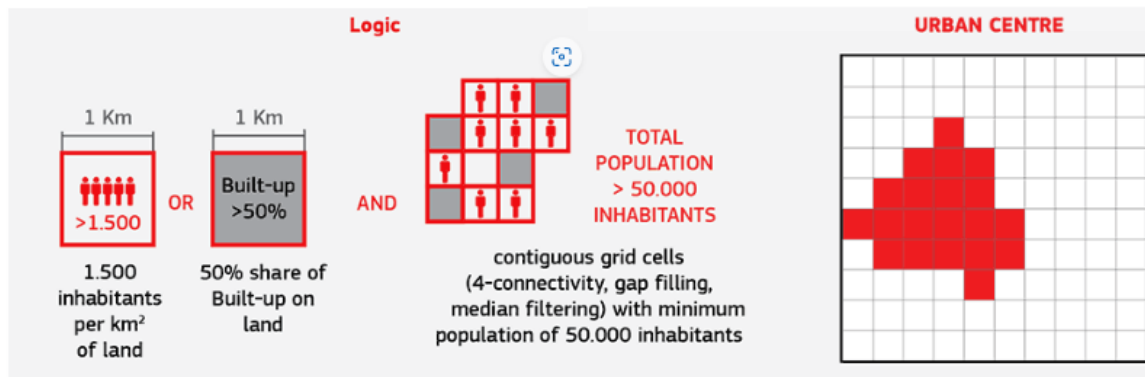 Logic
URBAN CENTRE
1 Km
1 Km
>1.500
OR
Built-up
>50%
AND
TOTAL
POPULATION
> 50.000
INHABITANTS
1.500
inhabitants
per km²
of land
50% share of
Built-up on
land
contiguous grid cells
(4-connectivity, gap filling,
median filtering) with minimum
population of 50.000 inhabitants